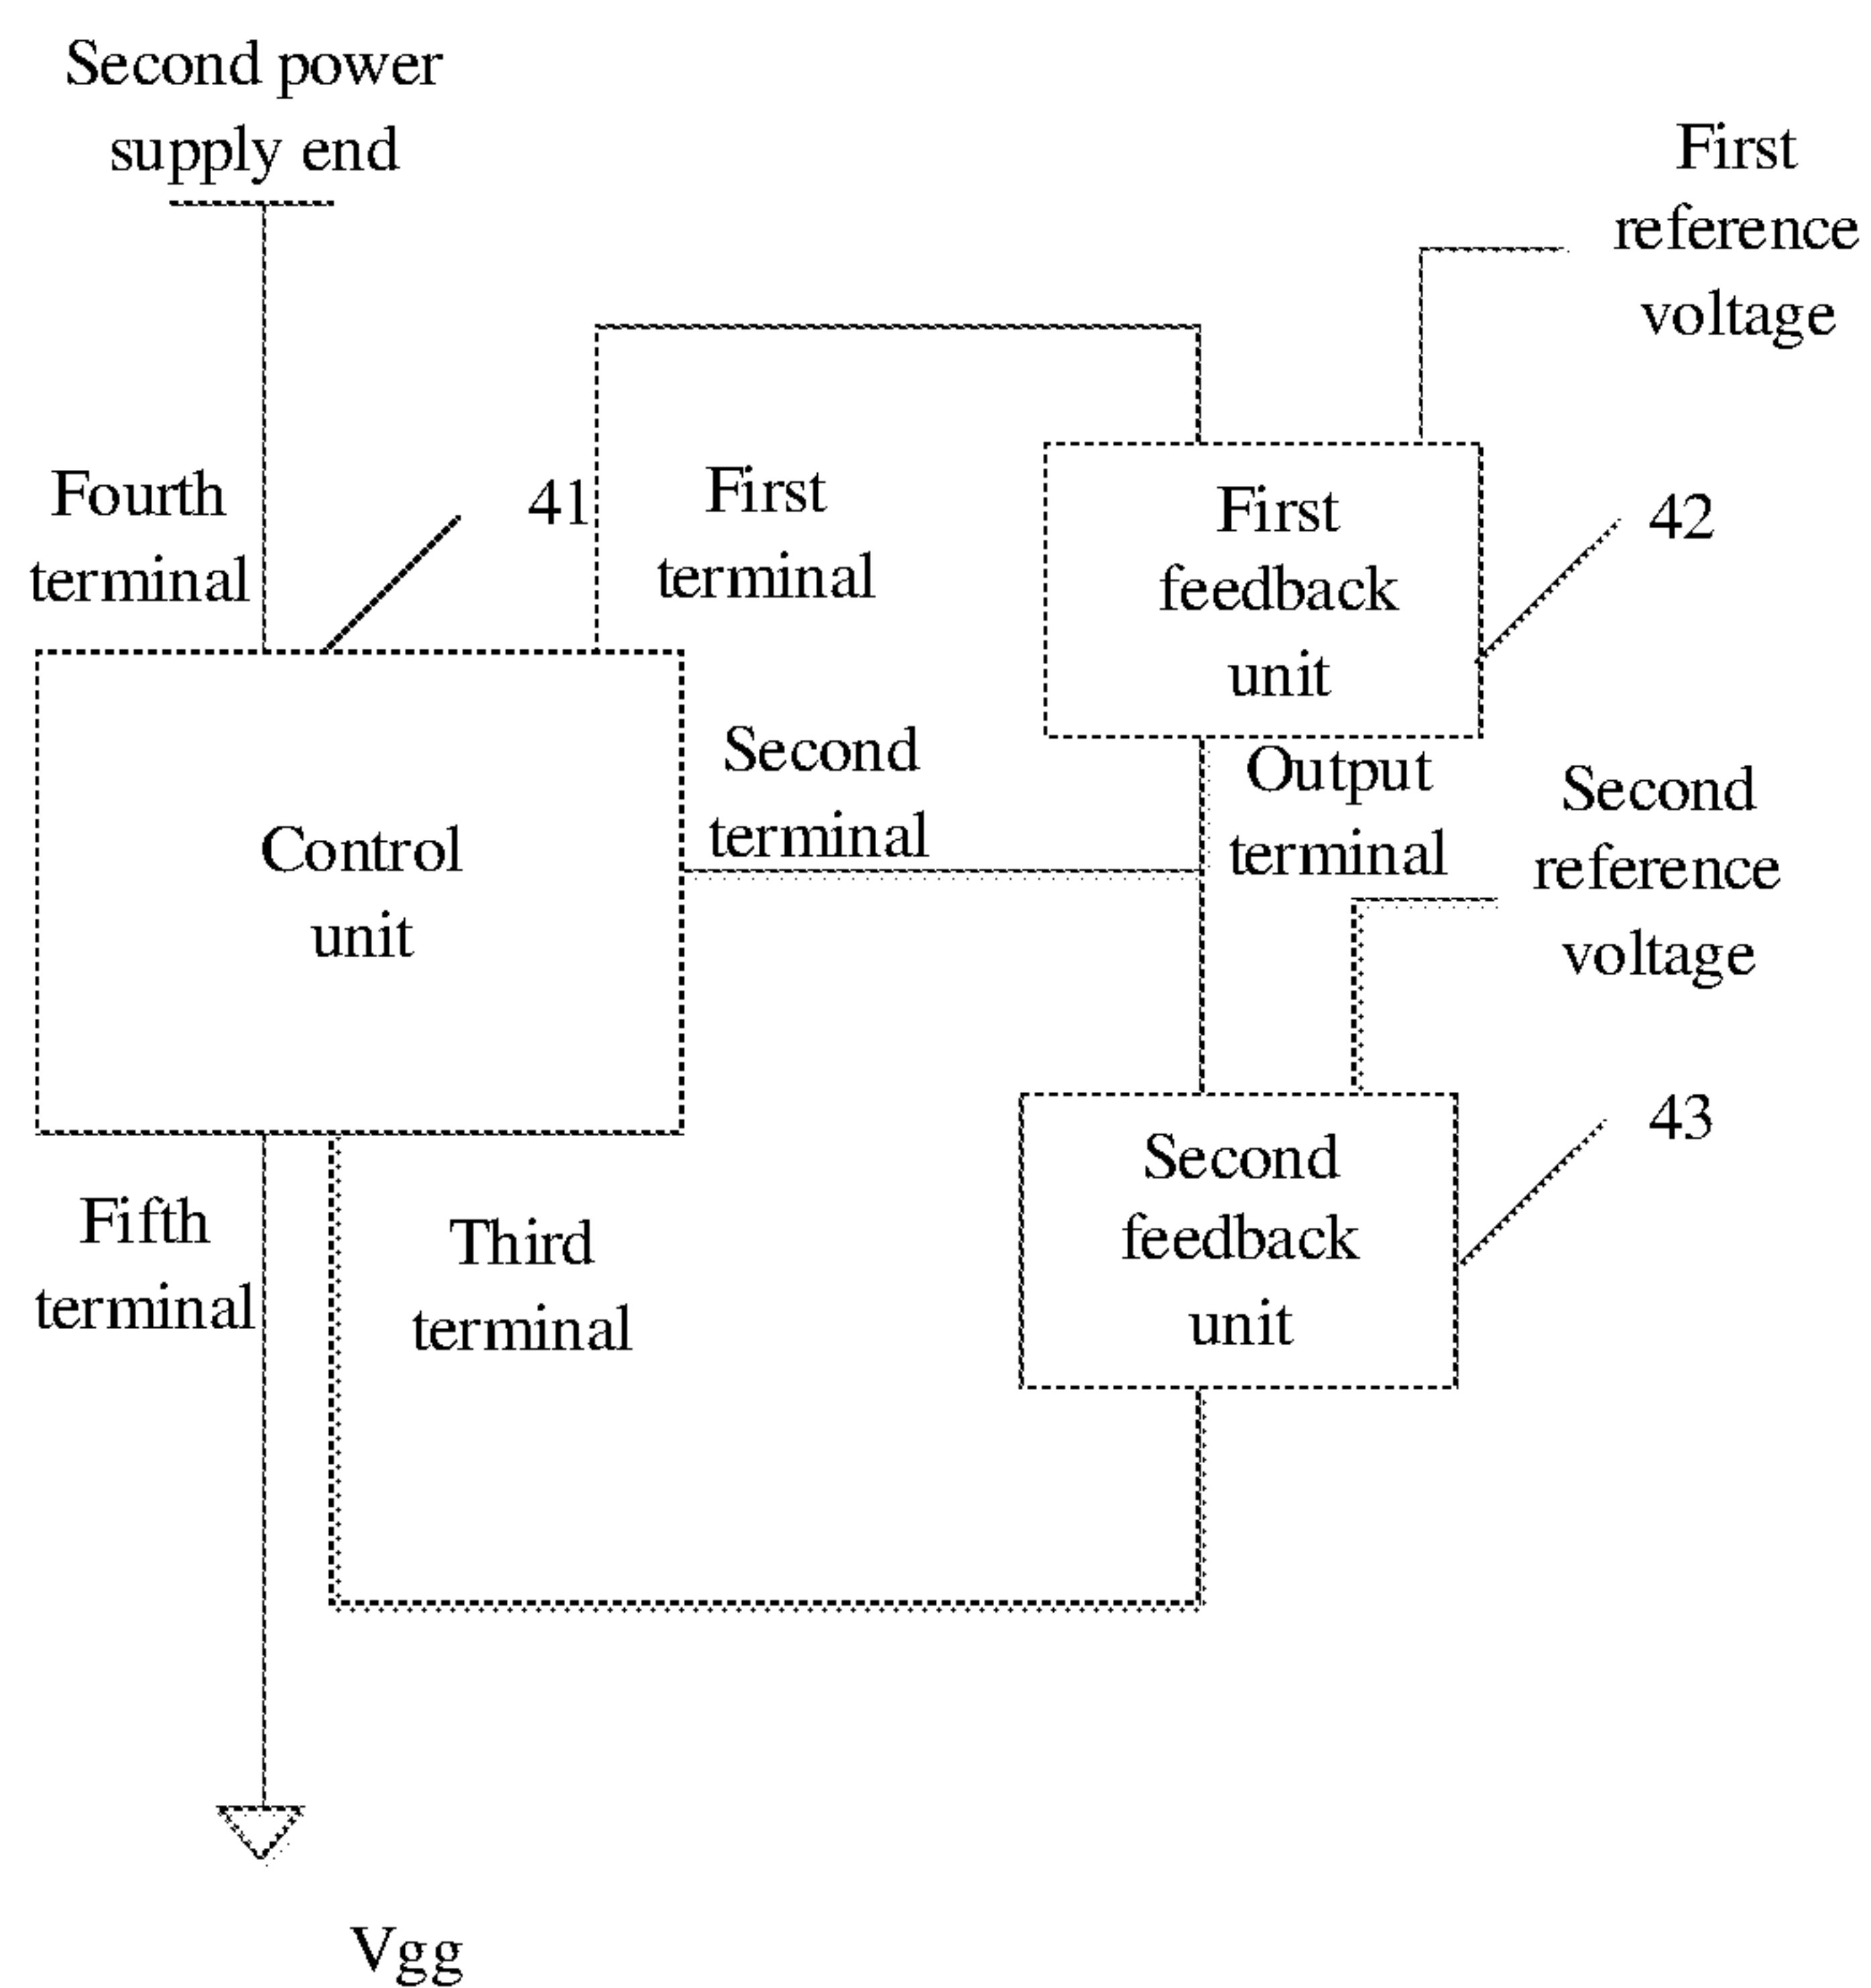 Second power
supply end
First
reference
voltage
Fourth
terminal
41
First
terminal
First
feedback
unit
42
Second
terminal
Output
terminal
Second
reference
voltage
Control
unit
43
Second
feedback
unit
Fifth
terminal
Third
terminal
Vgg